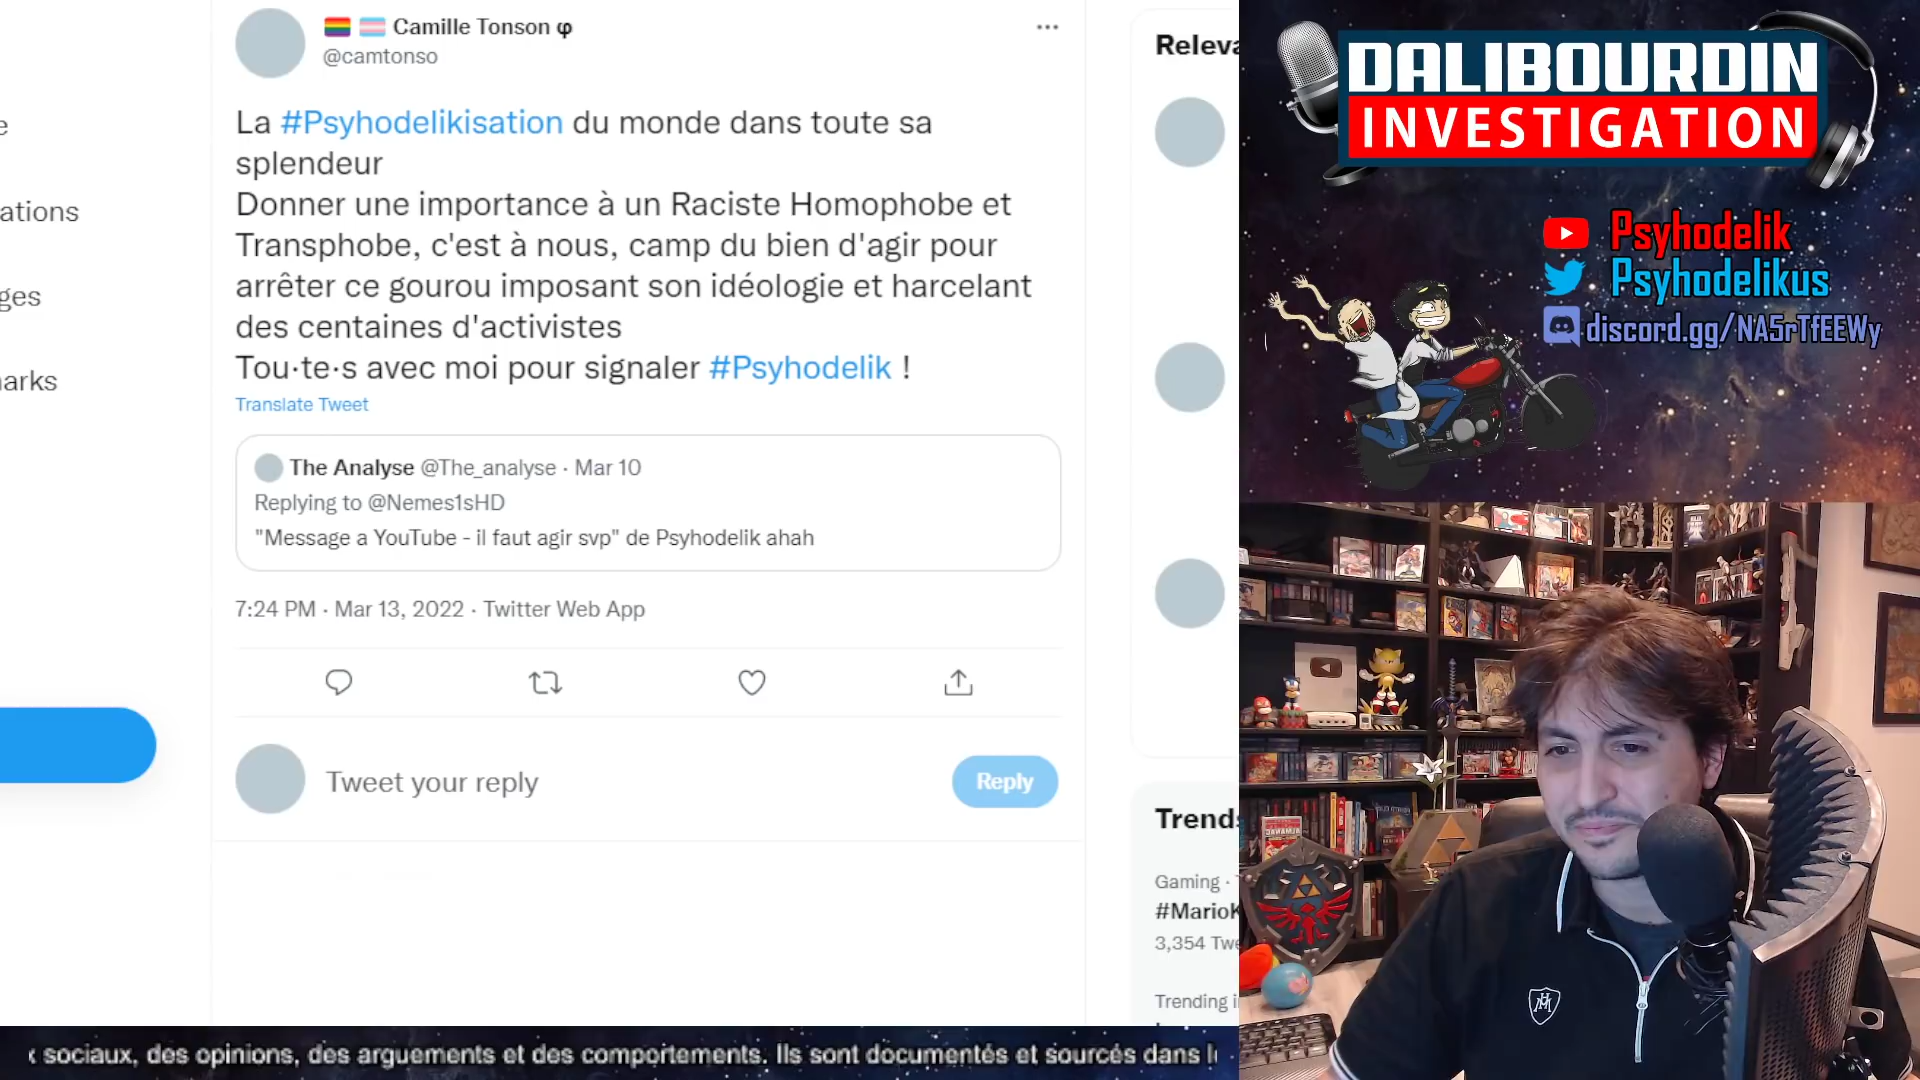 🏳️‍🌈 🏳️‍⚧️ Camille Tonson φ
@camtonso
La #Psyhodelikisation du monde dans toute sa
splendeur
Donner une importance à un Raciste Homophobe et
Transphobe, c'est à nous, camp du bien d'agir pour
arrêter ce gourou imposant son idéologie et harcelant
des centaines d'activistes
Tou·te·s avec moi pour signaler #Psyhodelik !
Translate Tweet
The Analyse @The_analyse · Mar 10
Replying to @Nemes1sHD
"Message a YouTube - il faut agir svp" de Psyhodelik ahah
7:24 PM · Mar 13, 2022 · Twitter Web App
Tweet your reply
Reply
e
ations
ges
arks
Releva
Trends
Gaming ·
#MarioK
3,354 Twe
Trending i
DALIBOURDIN
INVESTIGATION
Psyhodelik
Psyhodelikus
discord.gg/NA5rTfEEWy
x sociaux, des opinions, des arguements et des comportements. Ils sont documentés et sourcés dans l